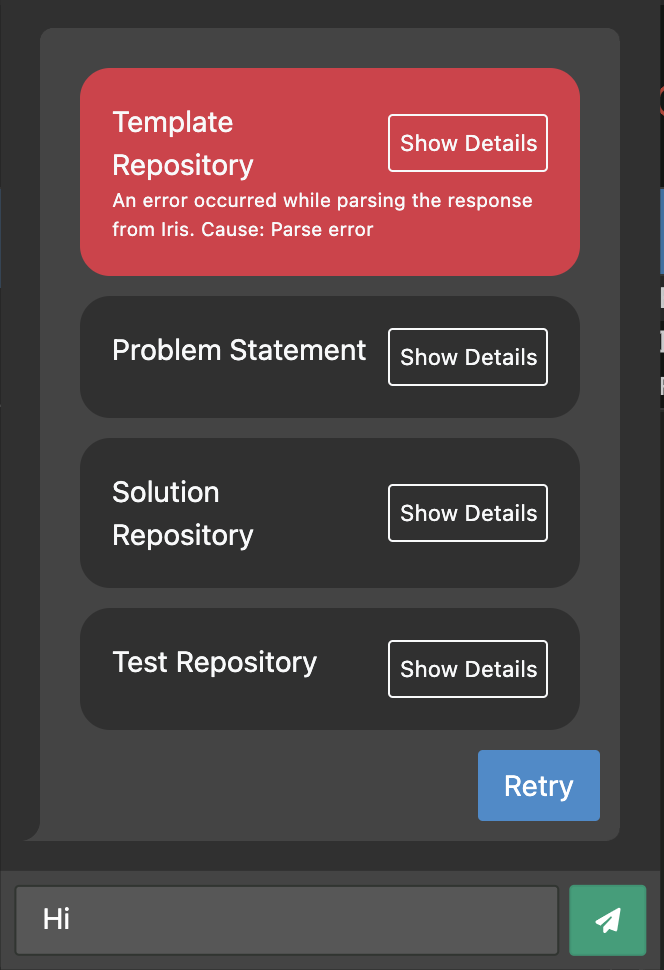 Template
Repository
Show Details
An error occurred while parsing the response
from Iris. Cause: Parse error
Problem Statement
Show Details
Solution
Repository
Show Details
Test Repository
Show Details
Retry
Hi